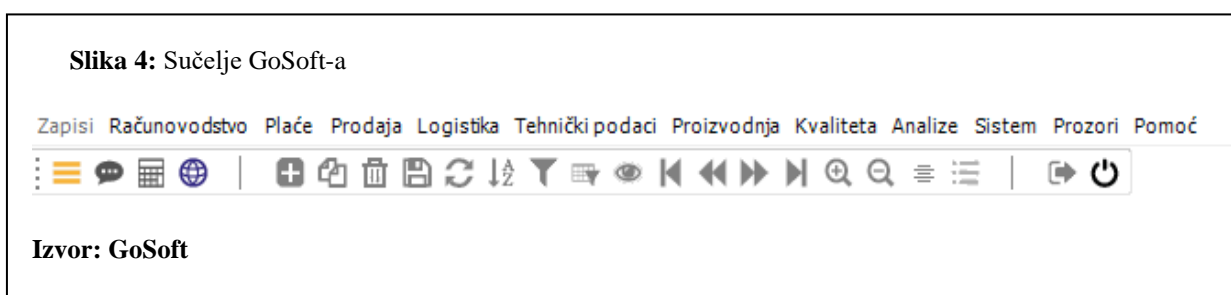 Slika 4: Sučelje GoSoft-a
Zapisi Računovodstvo Plaće Prodaja Logistika Tehnički podaci Proizvodnja Kvaliteta Analize Sistem Prozori Pomoć
Izvor: GoSoft